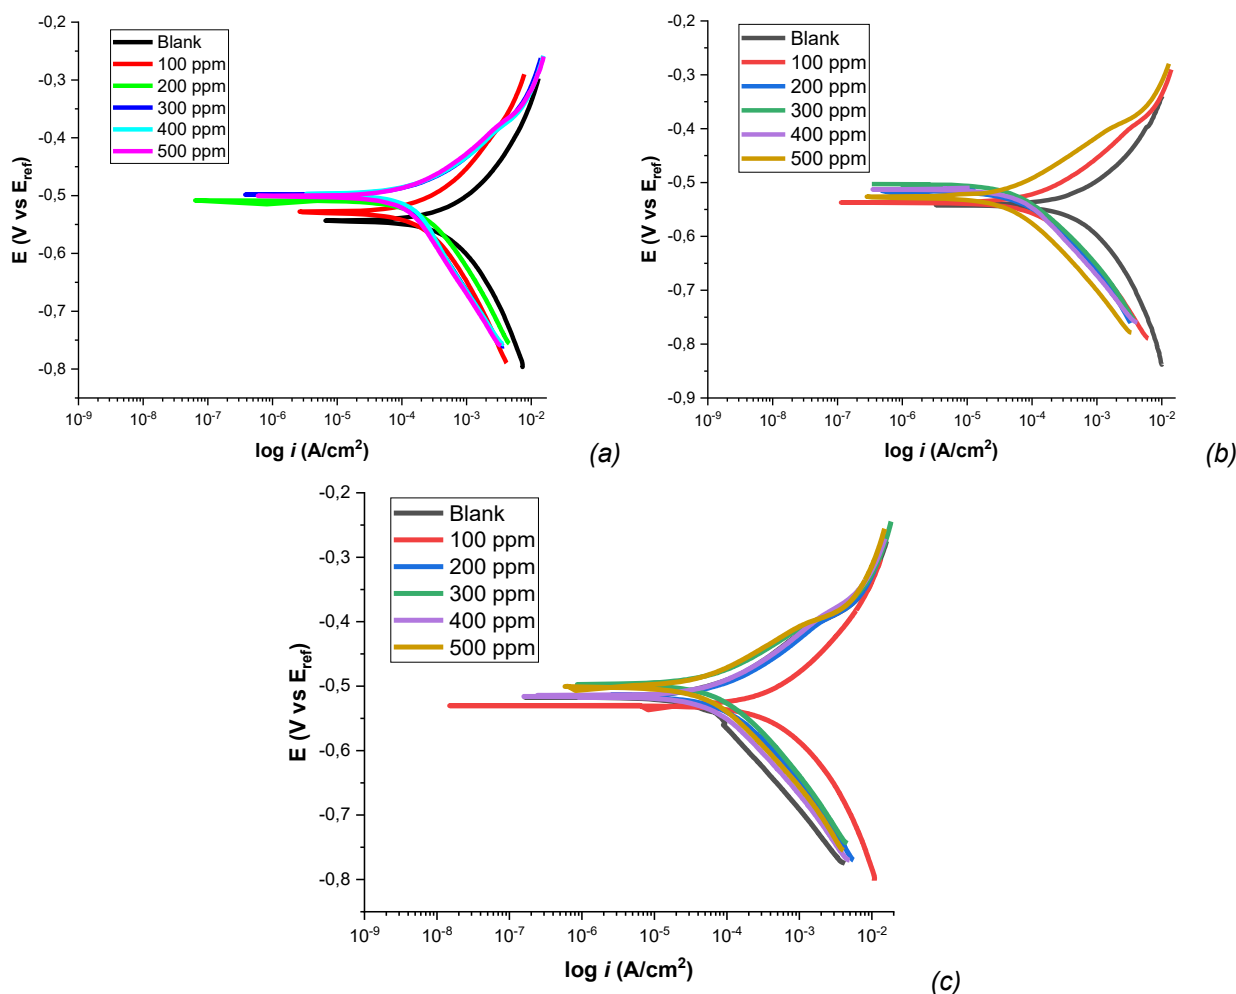 -0,2
-0,3
-0,4
-0,5
-0,6
-0,7
-0,8
E (V vs E_ref)
Blank
100 ppm
200 ppm
300 ppm
400 ppm
500 ppm
10⁻⁹ 10⁻⁸ 10⁻⁷ 10⁻⁶ 10⁻⁵ 10⁻⁴ 10⁻³ 10⁻²
log i (A/cm²)
(a)
-0,2
-0,3
-0,4
-0,5
-0,6
-0,7
-0,8
-0,9
E (V vs E_ref)
Blank
100 ppm
200 ppm
300 ppm
400 ppm
500 ppm
10⁻⁹ 10⁻⁸ 10⁻⁷ 10⁻⁶ 10⁻⁵ 10⁻⁴ 10⁻³ 10⁻²
log i (A/cm²)
(b)
-0,2
-0,3
-0,4
-0,5
-0,6
-0,7
-0,8
E (V vs E_ref)
Blank
100 ppm
200 ppm
300 ppm
400 ppm
500 ppm
10⁻⁹ 10⁻⁸ 10⁻⁷ 10⁻⁶ 10⁻⁵ 10⁻⁴ 10⁻³ 10⁻²
log i (A/cm²)
(c)